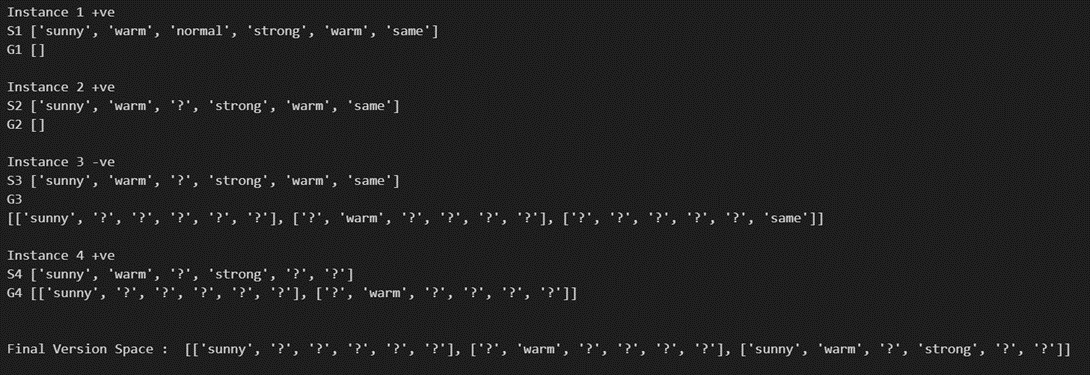 Instance 1 +ve
S1 ['sunny', 'warm', 'normal', 'strong', 'warm', 'same']
G1 []
Instance 2 +ve
S2 ['sunny', 'warm', '?', 'strong', 'warm', 'same']
G2 []
Instance 3 -ve
S3 ['sunny', 'warm', '?', 'strong', 'warm', 'same']
G3
[['sunny', '?', '?', '?', '?', '?'], ['?', 'warm', '?', '?', '?', '?'], ['?', '?', '?', '?', '?', 'same']]
Instance 4 +ve
S4 ['sunny', 'warm', '?', 'strong', '?', '?']
G4 [['sunny', '?', '?', '?', '?', '?'], ['?', 'warm', '?', '?', '?', '?']]
Final Version Space :  [['sunny', '?', '?', '?', '?', '?'], ['?', 'warm', '?', '?', '?', '?'], ['sunny', 'warm', '?', 'strong', '?', '?']]